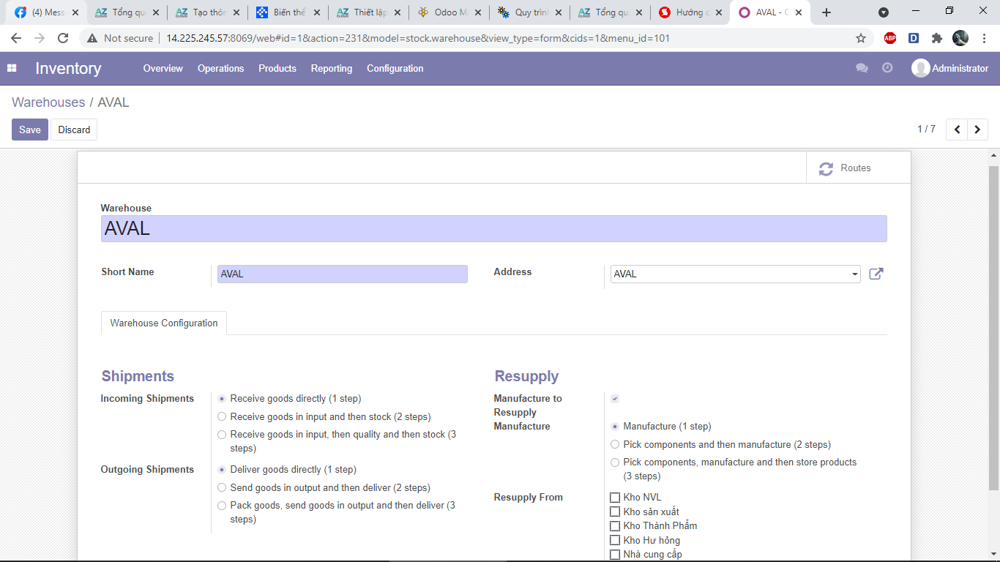 (4) Mess
Tổng qu
Tạo thôn
Biến thể
Thiết lập
Odoo M
Quy trìn
Tổng qu
Hướng
AVAL -
Not secure
14.225.245.57:8069/web#id=1&action=231&model=stock.warehouse&view_type=form&cids=1&menu_id=101
ABP
D
Inventory
Overview
Operations
Products
Reporting
Configuration
Administrator
Warehouses / AVAL
Save
Discard
1 / 7
Routes
Warehouse
AVAL
Short Name
AVAL
Address
AVAL
Warehouse Configuration
Shipments
Incoming Shipments
Receive goods directly (1 step)
Receive goods in input and then stock (2 steps)
Receive goods in input, then quality and then stock (3
steps)
Outgoing Shipments
Deliver goods directly (1 step)
Send goods in output and then deliver (2 steps)
Pack goods, send goods in output and then deliver (3
steps)
Resupply
Manufacture to
Resupply
Manufacture
Manufacture (1 step)
Pick components and then manufacture (2 steps)
Pick components, manufacture and then store products
(3 steps)
Resupply From
Kho NVL
Kho sản xuất
Kho Thành Phẩm
Kho Hư hỏng
Nhà cung cấp